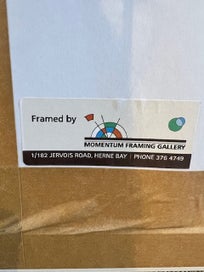 Framed by
MOMENTUM FRAMING GALLERY
1/182 JERVOIS ROAD, HERNE BAY | PHONE 376 4749